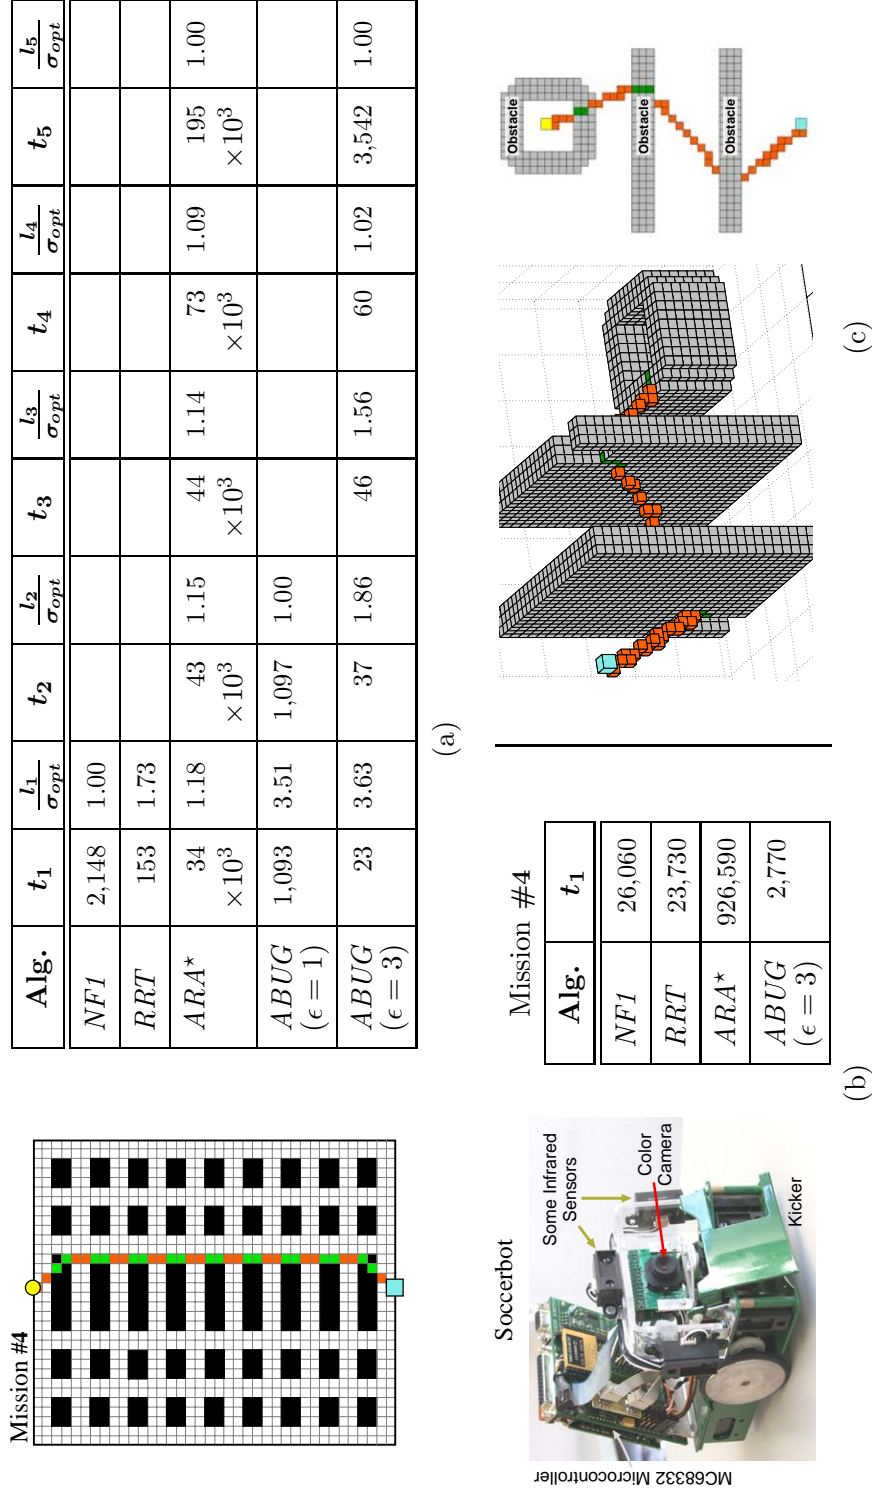 Mission #4
Alg. t₁ l₁/σₒₚₜ t₂ l₂/σₒₚₜ t₃ l₃/σₒₚₜ t₄ l₄/σₒₚₜ t₅ l₅/σₒₚₜ
NF1 2,148 1.00
RRT 153 1.73
ARA⋆ 34 ×10³ 1.18 43 ×10³ 1.15 44 ×10³ 1.14 73 ×10³ 1.09 195 ×10³ 1.00
ABUG (ϵ = 1) 1,093 3.51 1,097 1.00
ABUG (ϵ = 3) 23 3.63 37 1.86 46 1.56 60 1.02 3,542 1.00
(a)
Soccerbot
MC68332 Microcontroller
Some Infrared
Sensors
Color
Camera
Kicker
Mission #4
Alg. t₁
NF1 26,060
RRT 23,730
ARA⋆ 926,590
ABUG (ϵ = 3) 2,770
(b)
Obstacle
Obstacle
Obstacle
(c)